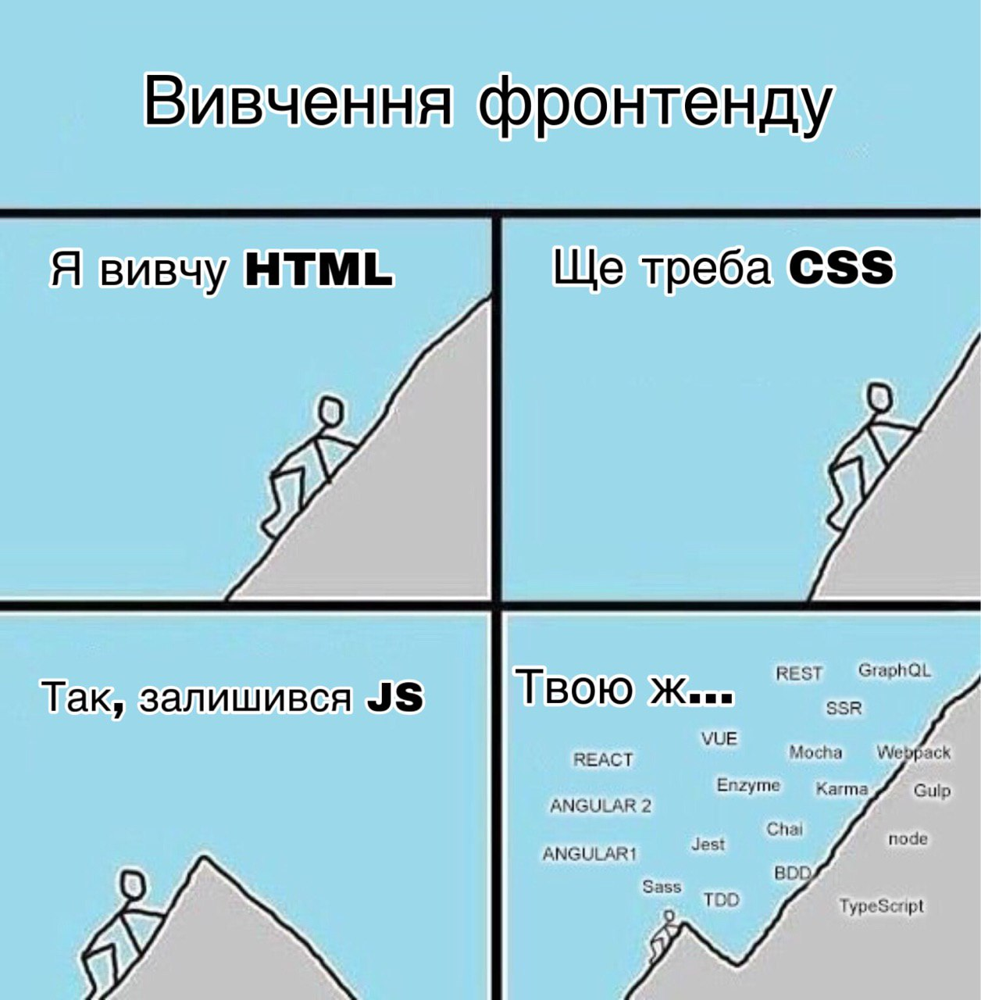 Вивчення фронтенду
Я вивчу HTML
Ще треба CSS
Так, залишився JS
Твою ж...
REST
GraphQL
SSR
VUE
REACT
Mocha
Webpack
Enzyme
Karma
Gulp
ANGULAR 2
Chai
node
Jest
ANGULAR1
BDD
Sass
TDD
TypeScript